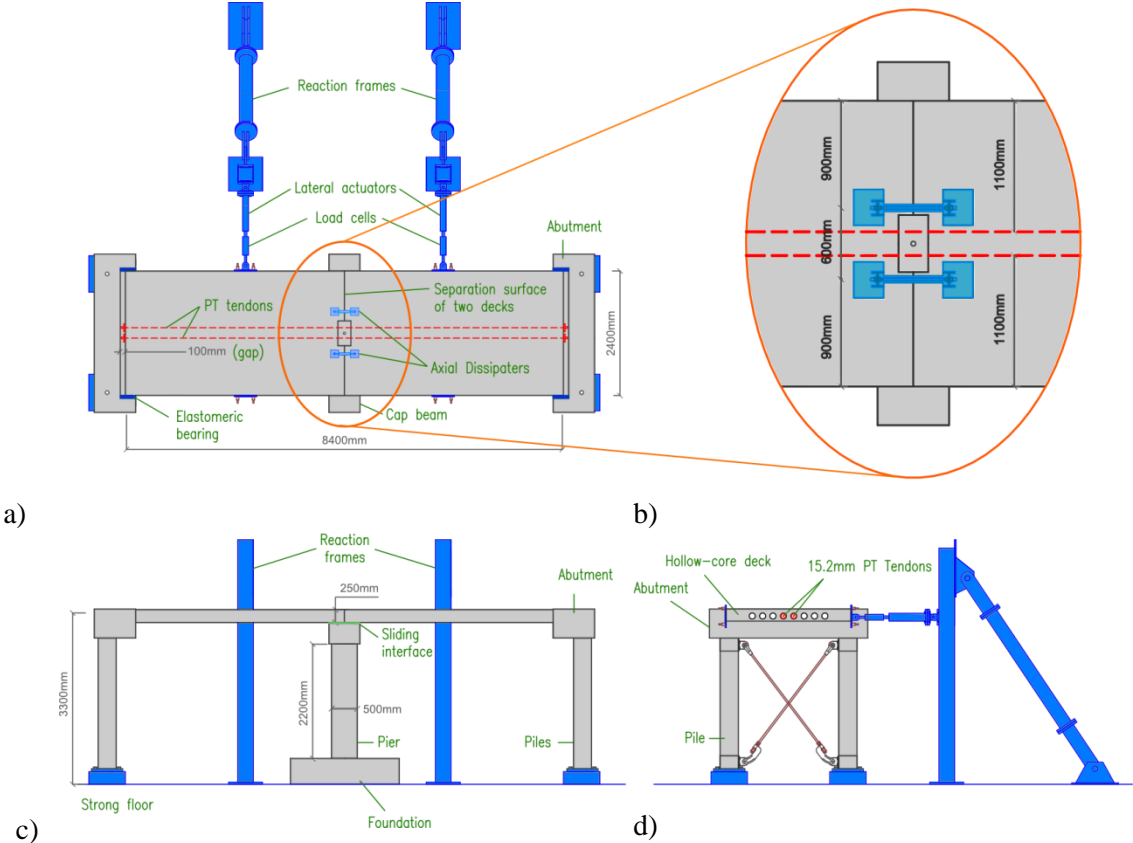 Reaction frames
Lateral actuators
Load cells
Abutment
Separation surface
of two decks
PT tendons
100mm (gap)
Axial Dissipaters
2400mm
Elastomeric
bearing
Cap beam
8400mm
a)
900mm
600mm
900mm
1100mm
1100mm
b)
Reaction
frames
250mm
Abutment
Sliding
interface
3300mm
2200mm
500mm
Pier
Piles
Strong floor
Foundation
c)
Hollow-core deck
15.2mm PT Tendons
Abutment
Pile
d)